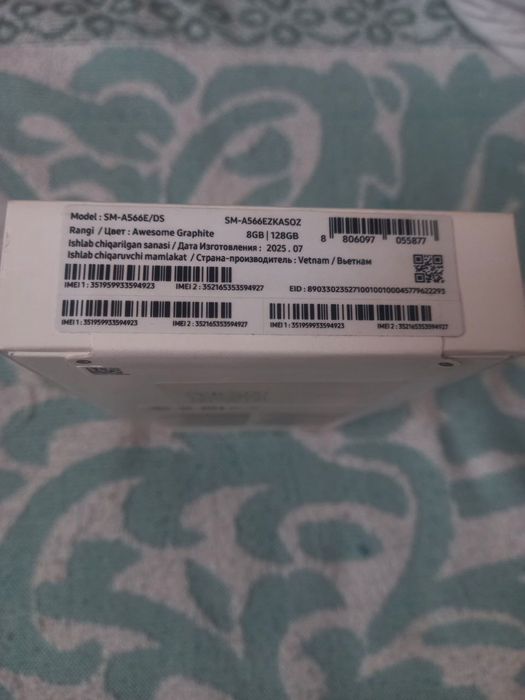 Model : SM-A566E/DS SM-A566EZKASOZ
Rangi / Цвет : Awesome Graphite 8GB | 128GB
8 806097 055877
Ishlab chiqarilgan sanasi / Дата Изготовления : 2025 . 07
Ishlab chiqaruvchi mamlakat / Страна-производитель : Vetnam / Вьетнам
IMEI 1 : 351959933594923 IMEI 2 : 352165353594927
EID : 89033023527100100100045779622293
IMEI 1 : 351959933594923 IMEI 2 : 352165353594927
IMEI 1 : 351959933594923 IMEI 2 : 352165353594927